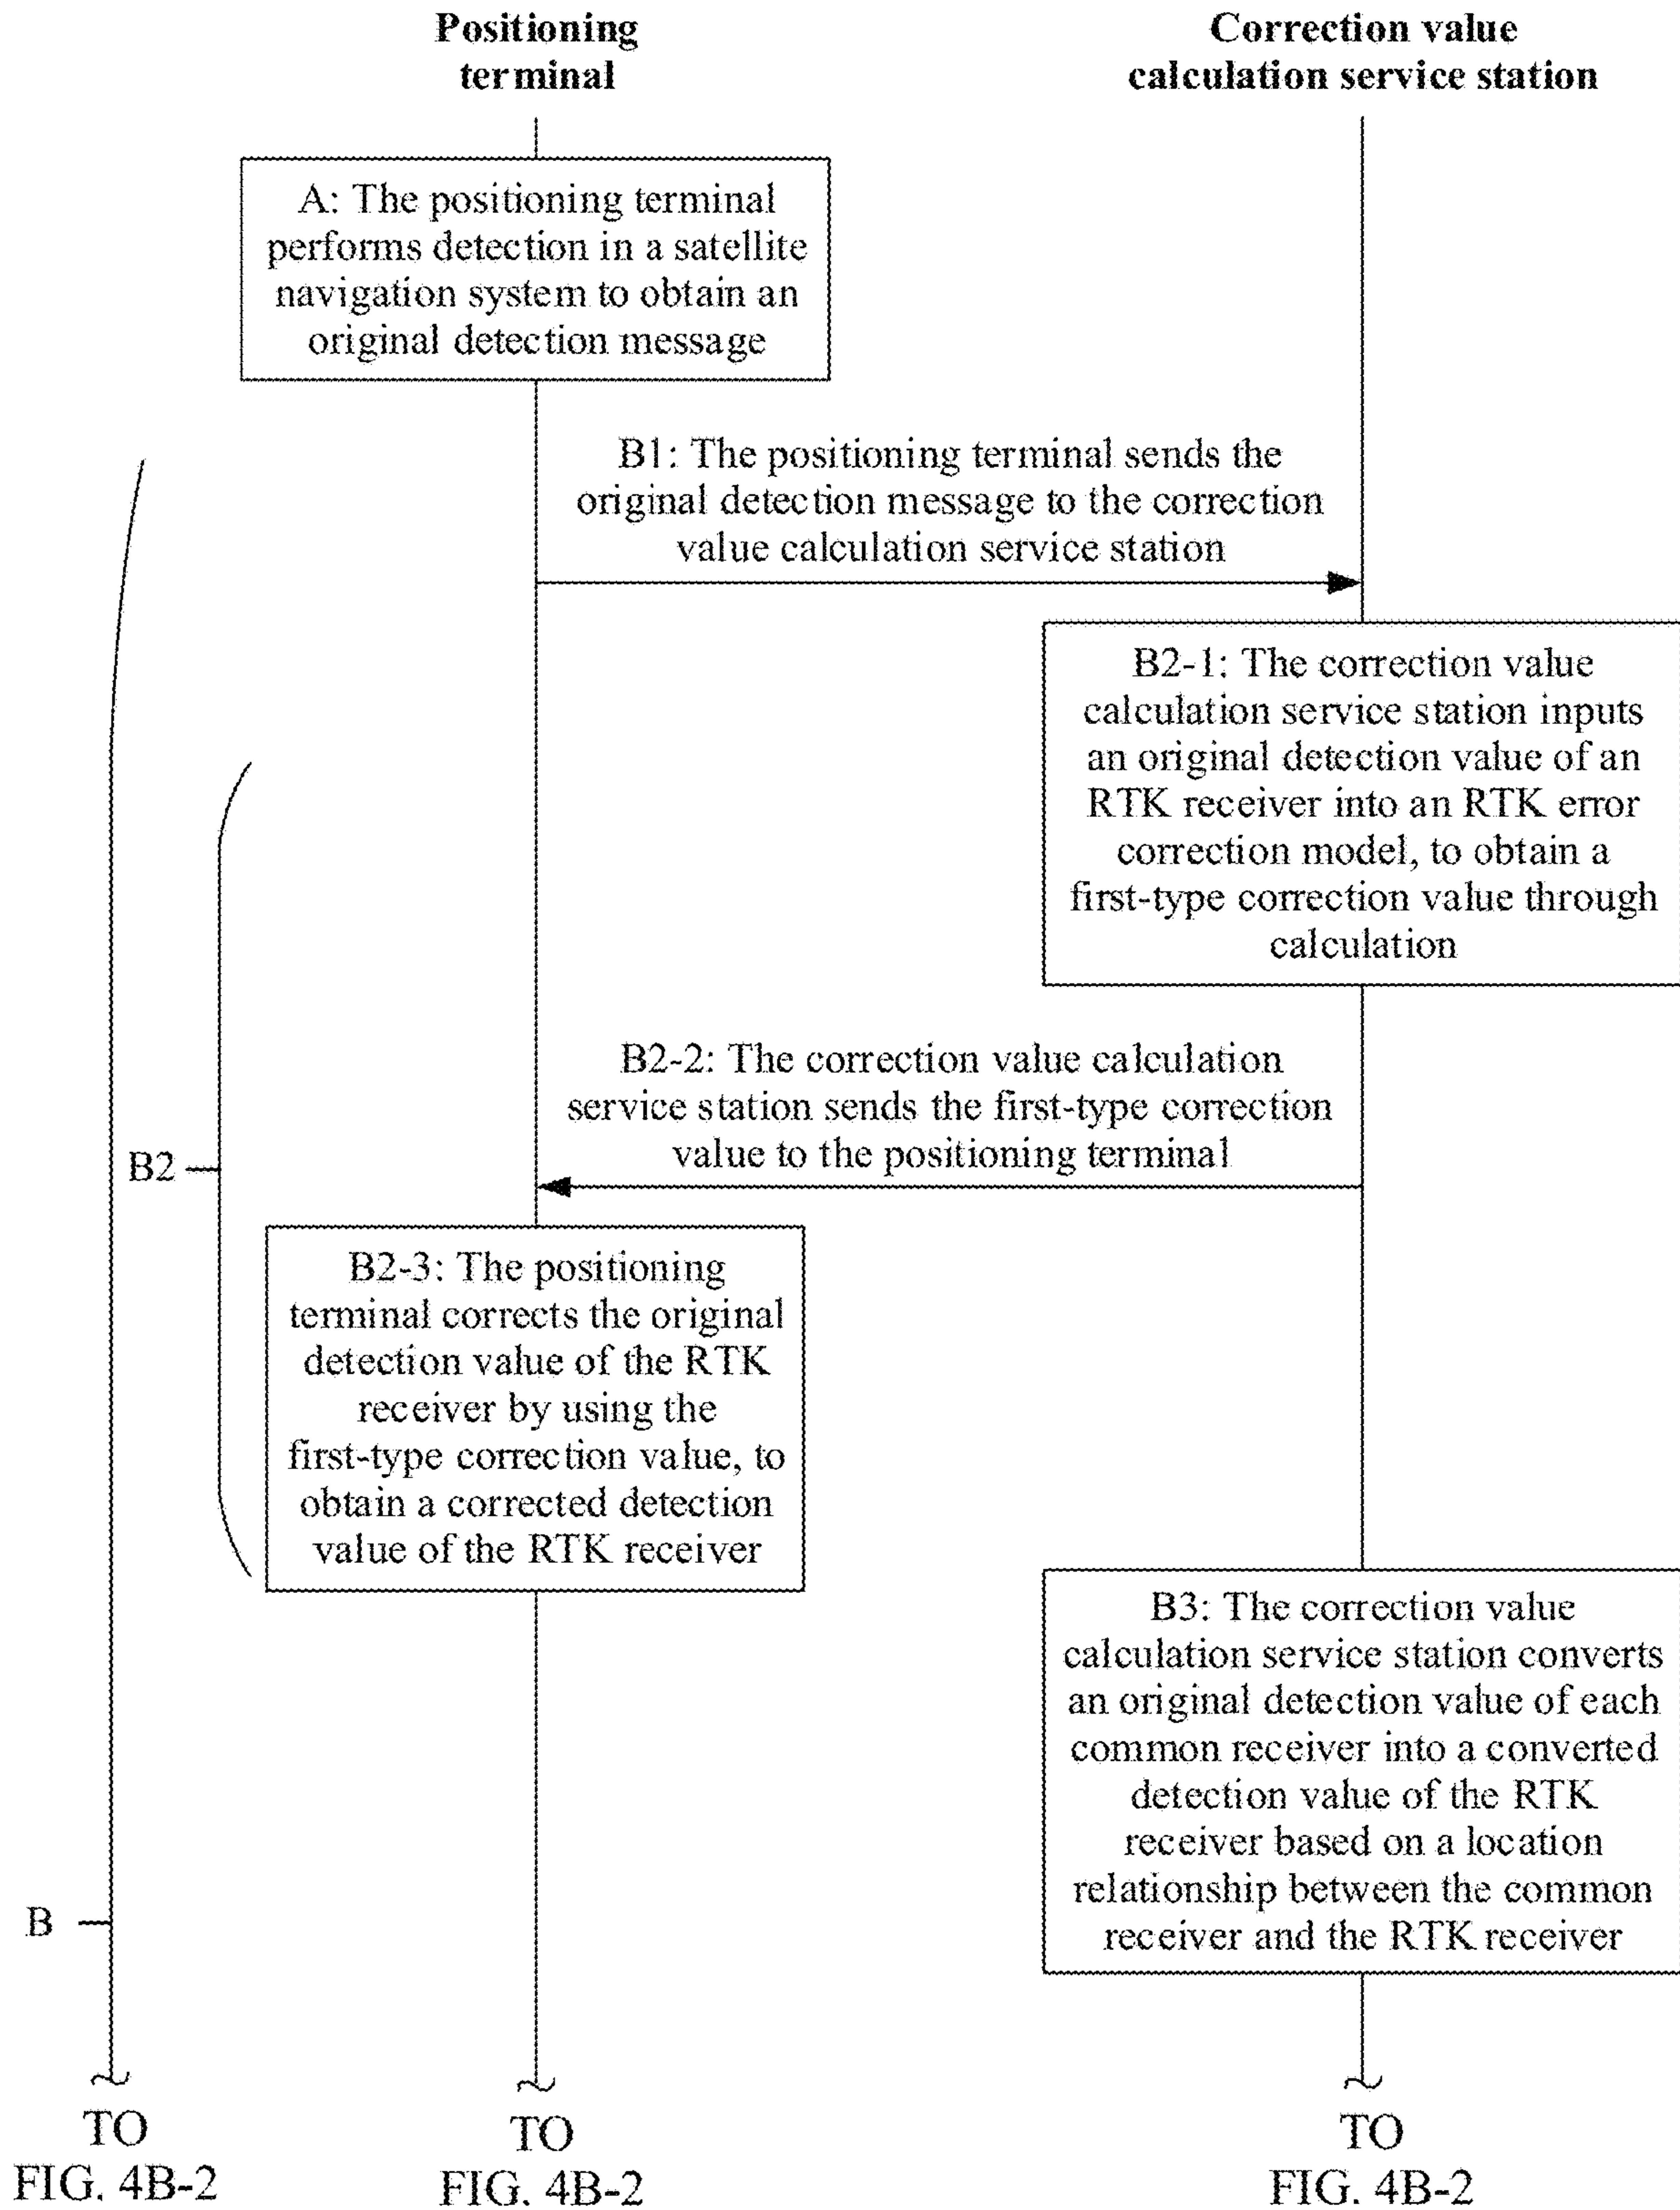 Positioning
terminal
Correction value
calculation service station
A: The positioning terminal
performs detection in a satellite
navigation system to obtain an
original detection message
B1: The positioning terminal sends the
original detection message to the correction
value calculation service station
B2-1: The correction value
calculation service station inputs
an original detection value of an
RTK receiver into an RTK error
correction model, to obtain a
first-type correction value through
calculation
B2-2: The correction value calculation
service station sends the first-type correction
value to the positioning terminal
B2
B2-3: The positioning
terminal corrects the original
detection value of the RTK
receiver by using the
first-type correction value, to
obtain a corrected detection
value of the RTK receiver
B3: The correction value
calculation service station converts
an original detection value of each
common receiver into a converted
detection value of the RTK
receiver based on a location
relationship between the common
receiver and the RTK receiver
B
TO
FIG. 4B-2
TO
FIG. 4B-2
TO
FIG. 4B-2